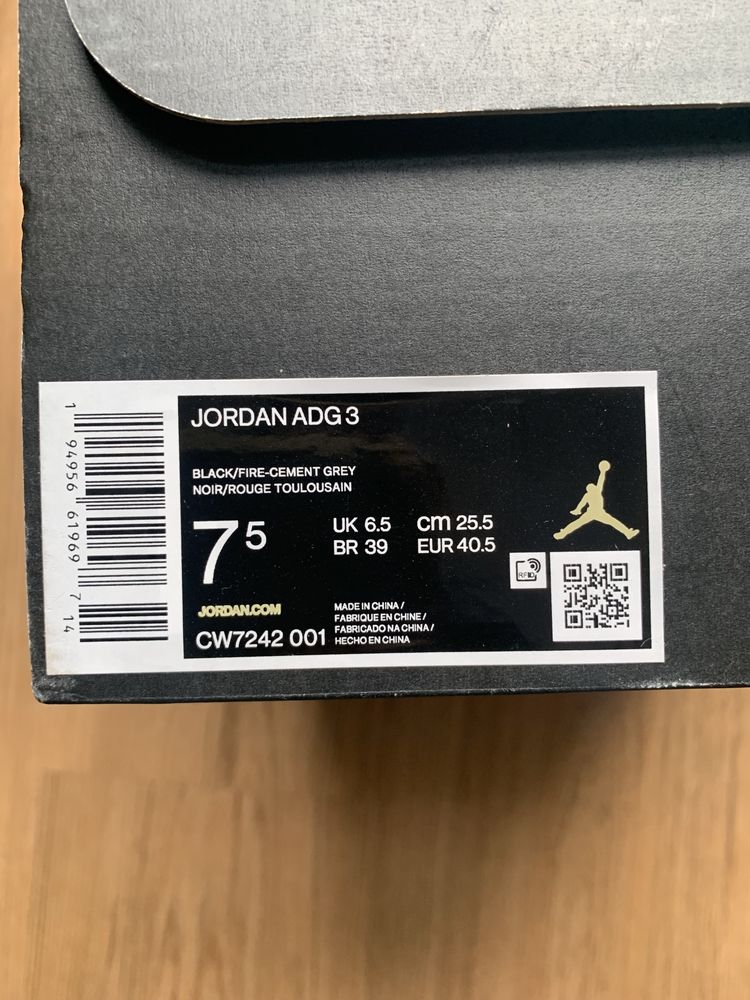 JORDAN ADG 3
BLACK/FIRE-CEMENT GREY
NOIR/ROUGE TOULOUSAIN
7 5
UK 6.5 cm 25.5
BR 39 EUR 40.5
JORDAN.COM
CW7242 001
MADE IN CHINA /
FABRIQUE EN CHINE /
FABRICADO NA CHINA /
HECHO EN CHINA
RFID
1 94956 61969 7 14